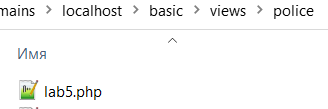 mains > localhost > basic > views > police
Имя
lab5.php